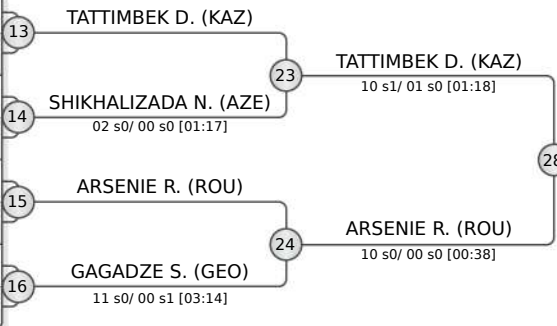 TATTIMBEK D. (KAZ)
13
23
TATTIMBEK D. (KAZ)
10 s1/ 01 s0 [01:18]
SHIKHALIZADA N. (AZE)
14
02 s0/ 00 s0 [01:17]
28
ARSENIE R. (ROU)
15
24
ARSENIE R. (ROU)
10 s0/ 00 s0 [00:38]
GAGADZE S. (GEO)
16
11 s0/ 00 s1 [03:14]